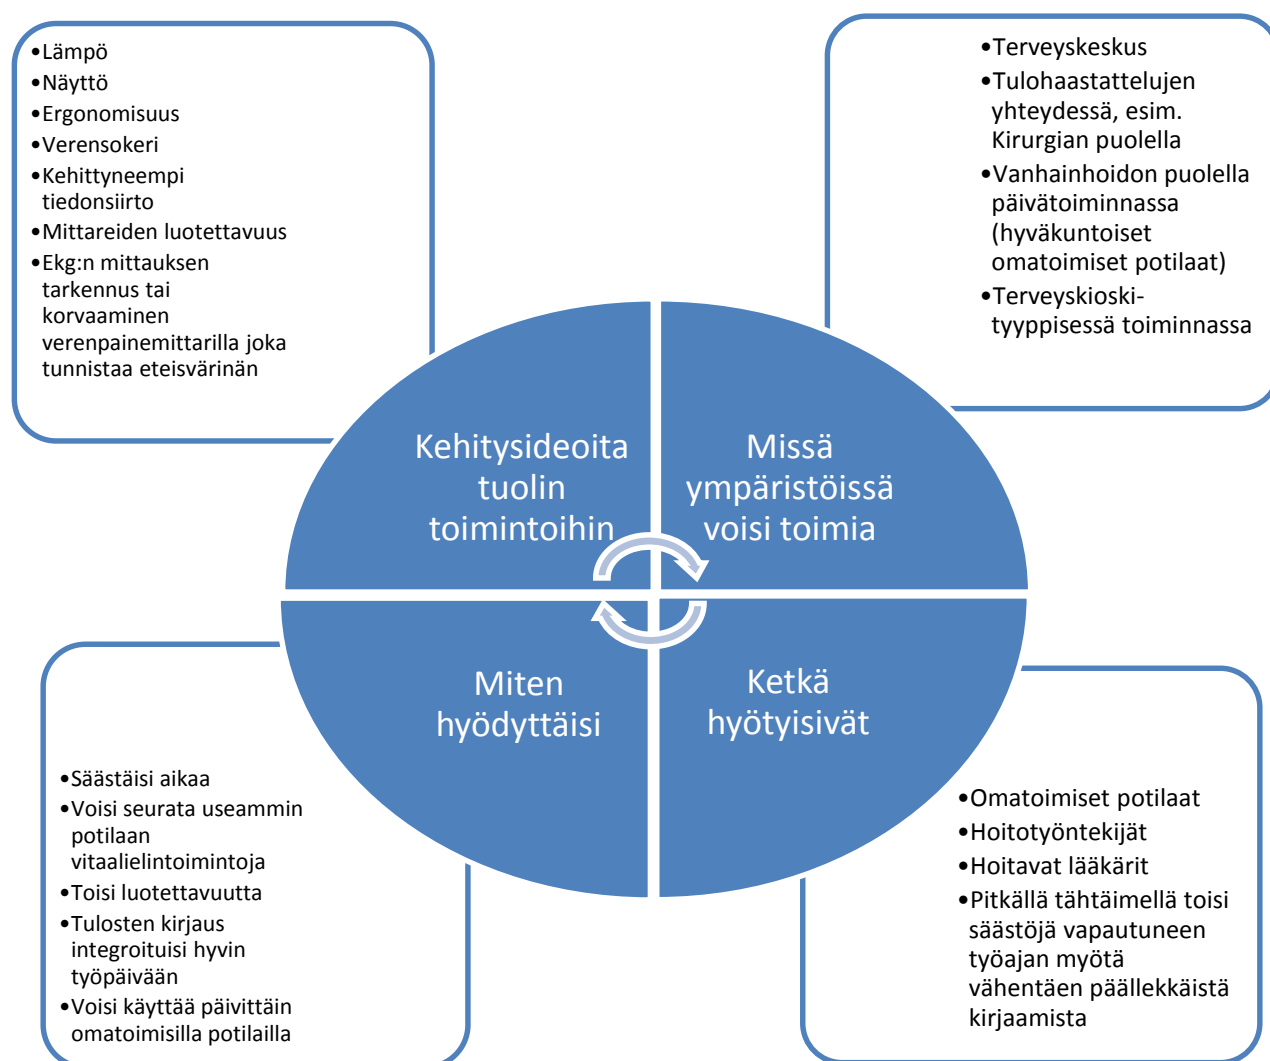 •Lämpö
•Näyttö
•Ergonomisuus
•Verensokeri
•Kehittyneempi
tiedonsiirto
•Mittareiden luotettavuus
•Ekg:n mittauksen
tarkennus tai
korvaaminen
verenpainemittarilla joka
tunnistaa eteisvärinän
•Terveyskeskus
•Tulohaastattelujen
yhteydessä, esim.
Kirurgian puolella
•Vanhainhoidon puolella
päivätoiminnassa
(hyväkuntoiset
omatoimiset potilaat)
•Terveyskioski-
tyyppisessä toiminnassa
Kehitysideoita
tuolin
toimintoihin
Missä
ympäristöissä
voisi toimia
Miten
hyödyttäisi
Ketkä
hyötyisivät
•Säästäisi aikaa
•Voisi seurata useammin
potilaan
vitaalielintoimintoja
•Toisi luotettavuutta
•Tulosten kirjaus
integroituisi hyvin
työpäivään
•Voisi käyttää päivittäin
omatoimisilla potilailla
•Omatoimiset potilaat
•Hoitotyöntekijät
•Hoitavat lääkärit
•Pitkällä tähtäimellä toisi
säästöjä vapautuneen
työajan myötä
vähentäen päällekkäistä
kirjaamista